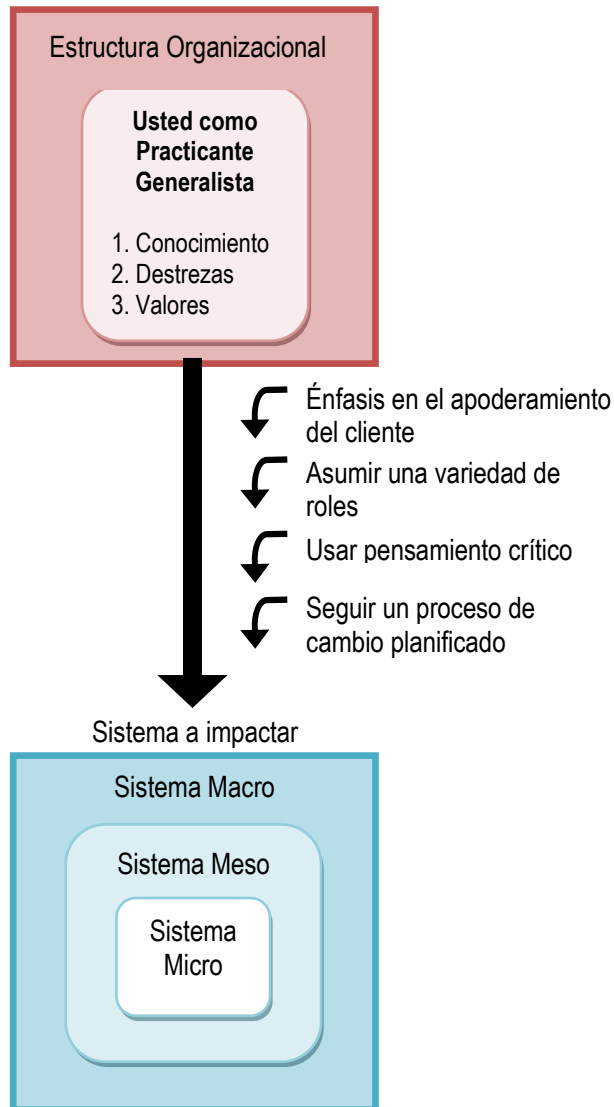 Estructura Organizacional
Usted como
Practicante
Generalista
1. Conocimiento
2. Destrezas
3. Valores
Énfasis en el apoderamiento
del cliente
Asumir una variedad de
roles
Usar pensamiento crítico
Seguir un proceso de
cambio planificado
Sistema a impactar
Sistema Macro
Sistema Meso
Sistema
Micro